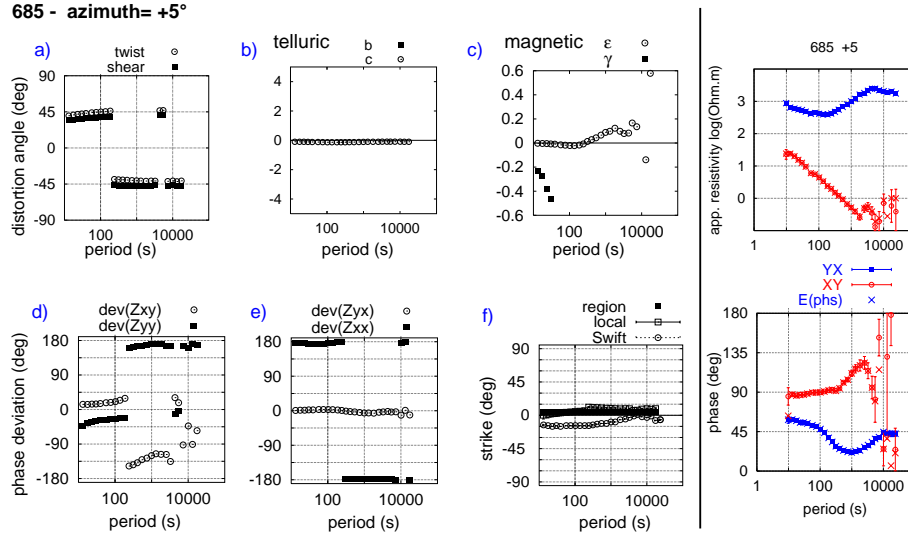 685 - azimuth= +5°
a)
twist
shear
distortion angle (deg)
90
45
0
-45
-90
100
10000
period (s)
b)
telluric
b
c
4
2
0
-2
-4
100
10000
period (s)
c)
magnetic
ε
γ
0.6
0.4
0.2
0
-0.2
-0.4
-0.6
100
10000
period (s)
685 +5
app. resistivity log(Ohm.m)
3
2
1
0
1
100
10000
d)
dev(Zxy)
dev(Zyy)
phase deviation (deg)
180
90
0
-90
-180
100
10000
period (s)
e)
dev(Zyx)
dev(Zxx)
180
90
0
-90
-180
100
10000
period (s)
f)
region
local
Swift
strike (deg)
90
45
0
-45
-90
100
10000
period (s)
YX
XY
E(phs)
phase (deg)
180
135
90
45
0
1
100
10000
period (s)